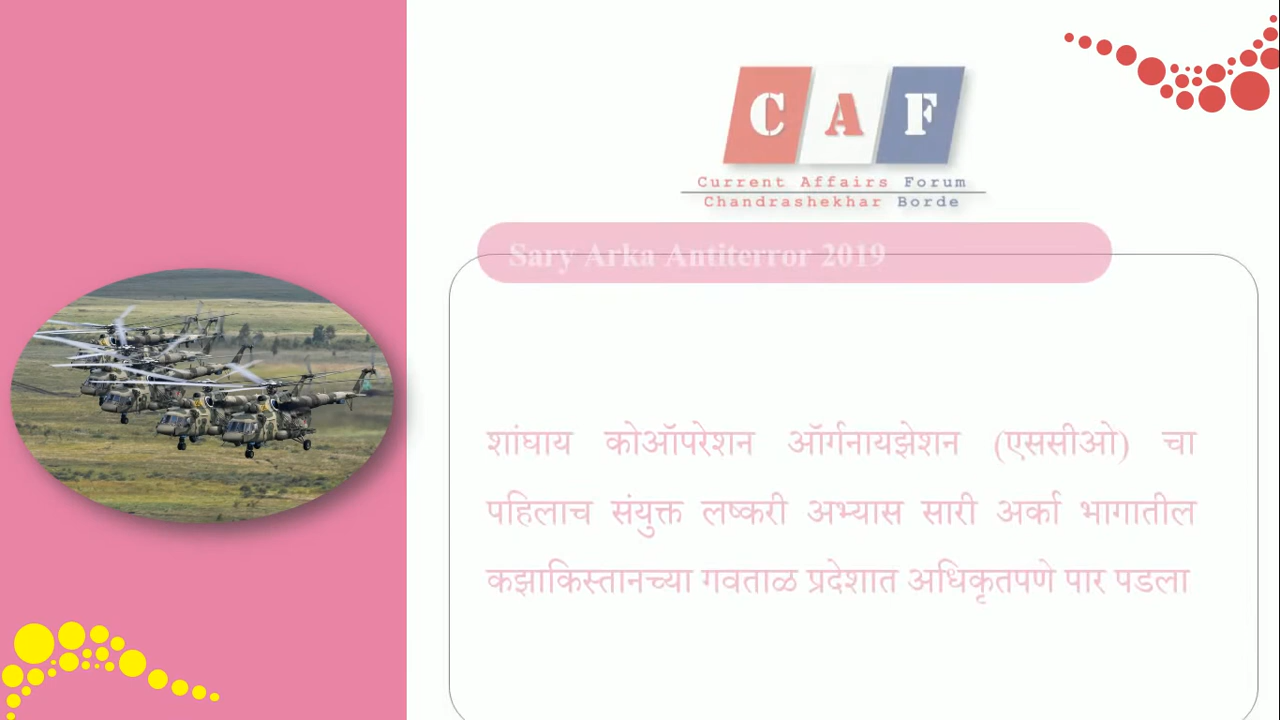 C A F
Current Affairs Forum
Chandrashekhar Borde
Sary Arka Antiterror 2019
शांघाय कोऑपरेशन ऑर्गनायझेशन (एससीओ) चा
पहिलाच संयुक्त लष्करी अभ्यास सारी अर्का भागातील
कझाकिस्तानच्या गवताळ प्रदेशात अधिकृतपणे पार पडला